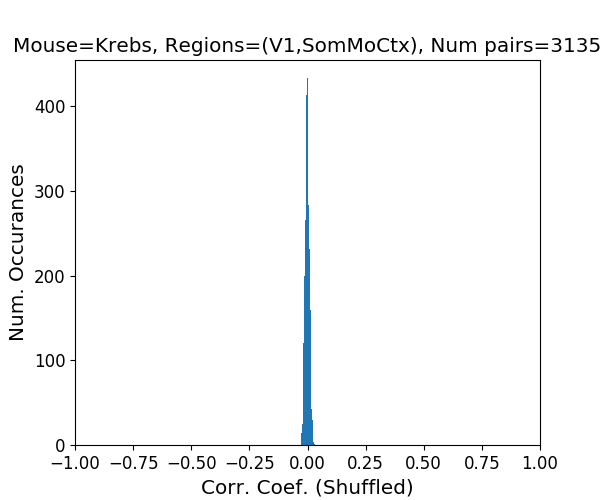 Mouse=Krebs, Regions=(V1,SomMoCtx), Num pairs=3135
400
300
200
100
0
Num. Occurances
−1.00 −0.75 −0.50 −0.25 0.00 0.25 0.50 0.75 1.00
Corr. Coef. (Shuffled)